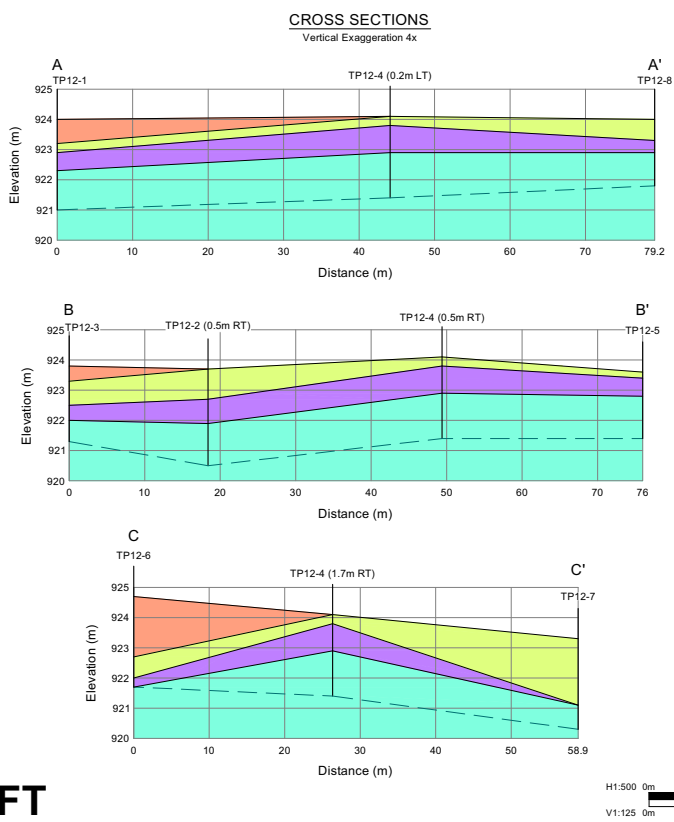 CROSS SECTIONS
Vertical Exaggeration 4x
A
A'
TP12-1
TP12-4 (0.2m LT)
TP12-8
925
924
923
922
921
920
Elevation (m)
0 10 20 30 40 50 60 70 79.2
Distance (m)
B
B'
TP12-3
TP12-2 (0.5m RT)
TP12-4 (0.5m RT)
TP12-5
925
924
923
922
921
920
Elevation (m)
0 10 20 30 40 50 60 70 76
Distance (m)
C
C'
TP12-6
TP12-4 (1.7m RT)
TP12-7
925
924
923
922
921
920
Elevation (m)
0 10 20 30 40 50 58.9
Distance (m)
FT
H1:500 0m
V1:125 0m